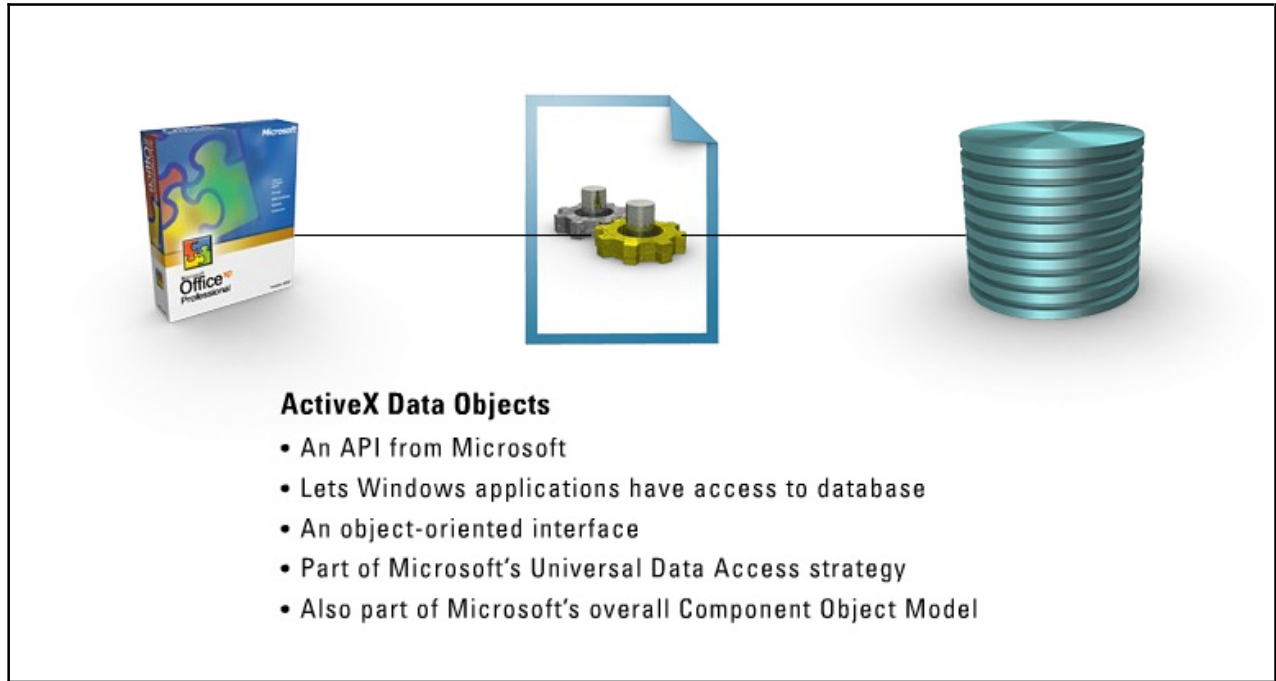 Microsoft
Office xp
Professional
ActiveX Data Objects
• An API from Microsoft
• Lets Windows applications have access to database
• An object-oriented interface
• Part of Microsoft's Universal Data Access strategy
• Also part of Microsoft's overall Component Object Model